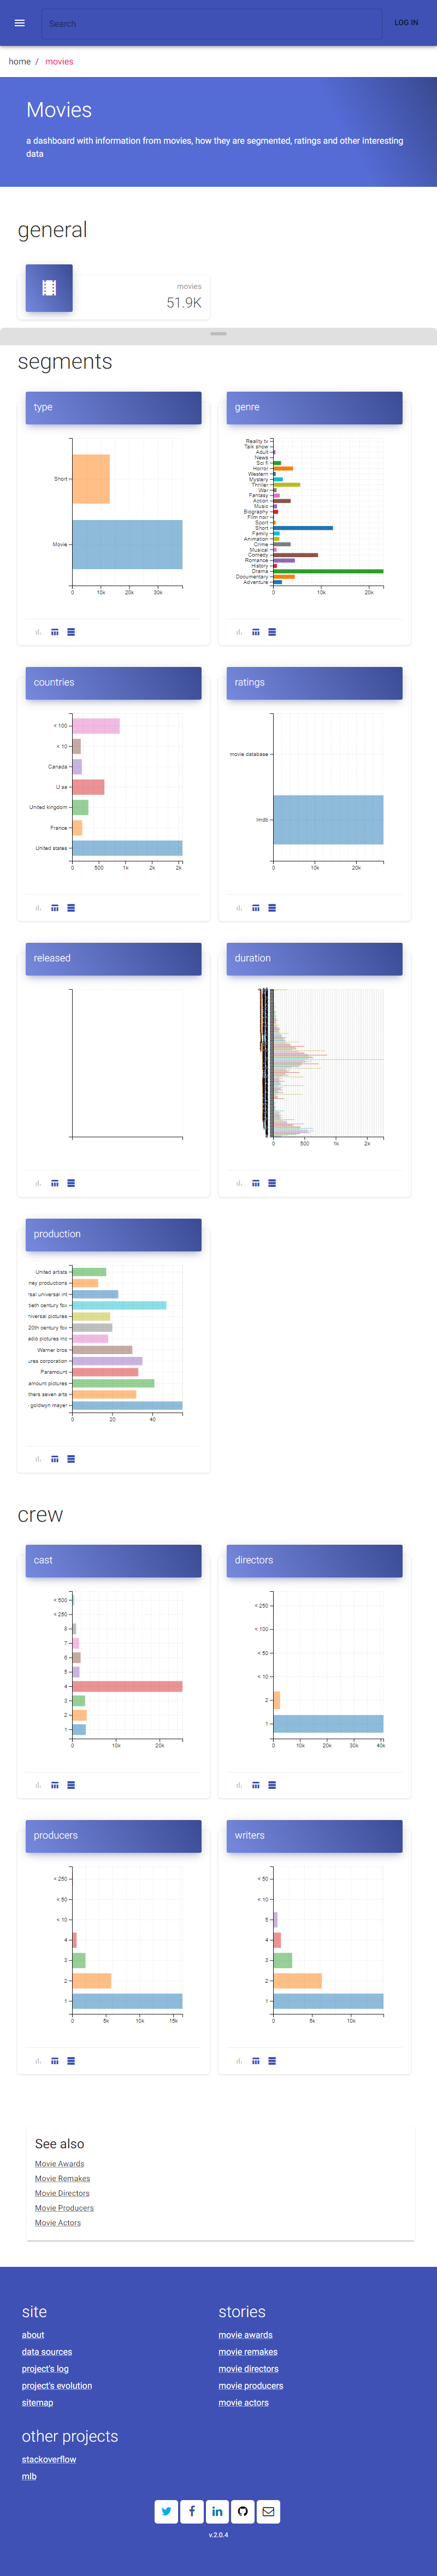 Search
LOG IN
home / movies
Movies
a dashboard with information from movies, how they are segmented, ratings and other interesting
data
general
movies
51.9K
segments
type
Short
Movie
0 10k 20k 30k
genre
Reality tv
Talk show
Adult
News
Sci fi
Horror
Western
Mystery
Thriller
War
Fantasy
Action
Music
Biography
Film noir
Sport
Short
Family
Animation
Crime
Musical
Comedy
Romance
History
Drama
Documentary
Adventure
0 10k 20k
countries
< 100
< 10
Canada
U sa
United kingdom
France
United states
0 500 1k 2k 2k
ratings
movie database
Imdb
0 10k 20k
released
duration
0 500 1k 2k
production
United artists
ney productions
rsal universal int
tieth century fox
niversal pictures
20th century fox
adio pictures inc
Warner bros
urea corporation
Paramount
amount pictures
thers seven arts
goldwyn mayer
0 20 40
crew
cast
< 500
< 250
8
7
6
5
4
3
2
1
0 10k 20k
directors
< 250
< 100
< 50
< 10
2
1
0 10k 20k 30k 40k
producers
< 250
< 50
< 10
4
3
2
1
0 5k 10k 15k
writers
< 50
< 10
5
4
3
2
1
0 5k 10k
See also
Movie Awards
Movie Remakes
Movie Directors
Movie Producers
Movie Actors
site
about
data sources
project's log
project's evolution
sitemap
stories
movie awards
movie remakes
movie directors
movie producers
movie actors
other projects
stackoverflow
mlb
v.2.0.4